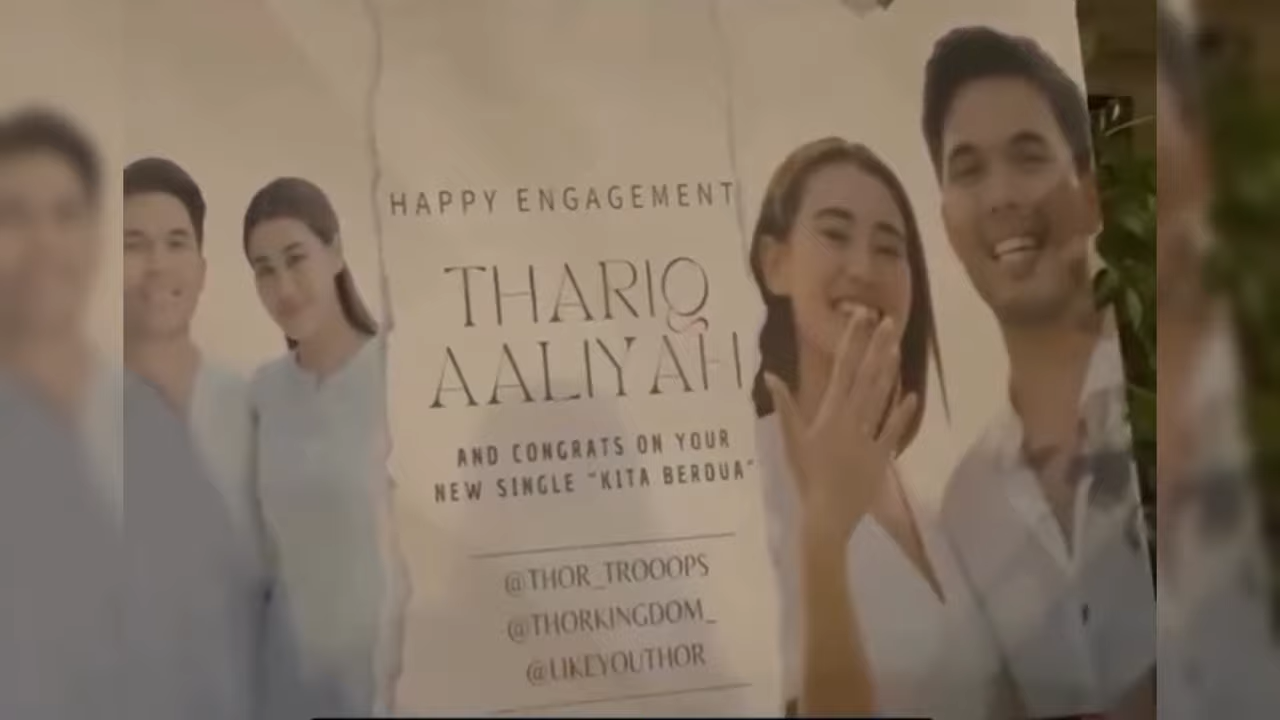 HAPPY ENGAGEMENT
THARIQ
AALIYAH
AND CONGRATS ON YOUR
NEW SINGLE "KITA BERDUA"
@THOR_TROOOPS
@THORKINGDOM_
@LIKEYOUTHOR